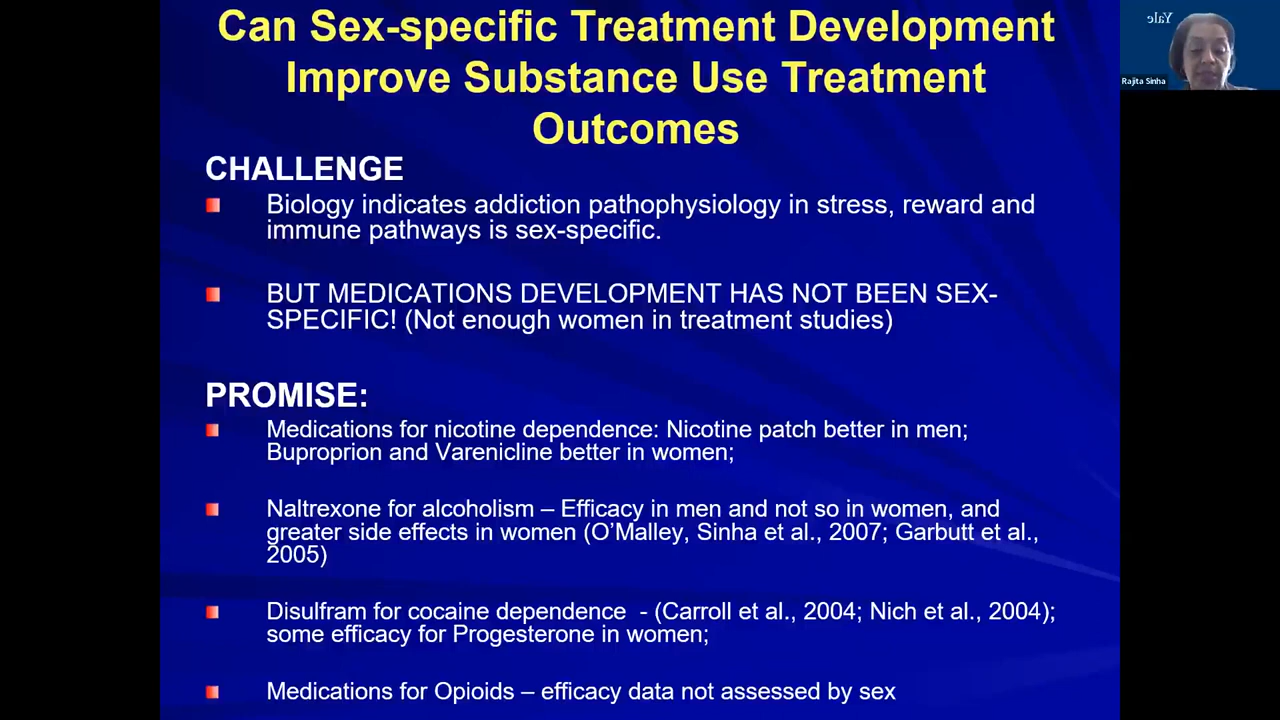 Can Sex-specific Treatment Development
Improve Substance Use Treatment
Outcomes
CHALLENGE
Biology indicates addiction pathophysiology in stress, reward and
immune pathways is sex-specific.
BUT MEDICATIONS DEVELOPMENT HAS NOT BEEN SEX-
SPECIFIC! (Not enough women in treatment studies)
PROMISE:
Medications for nicotine dependence: Nicotine patch better in men;
Buproprion and Varenicline better in women;
Naltrexone for alcoholism – Efficacy in men and not so in women, and
greater side effects in women (O’Malley, Sinha et al., 2007; Garbutt et al.,
2005)
Disulfram for cocaine dependence - (Carroll et al., 2004; Nich et al., 2004);
some efficacy for Progesterone in women;
Medications for Opioids – efficacy data not assessed by sex
Yale
Rajita Sinha